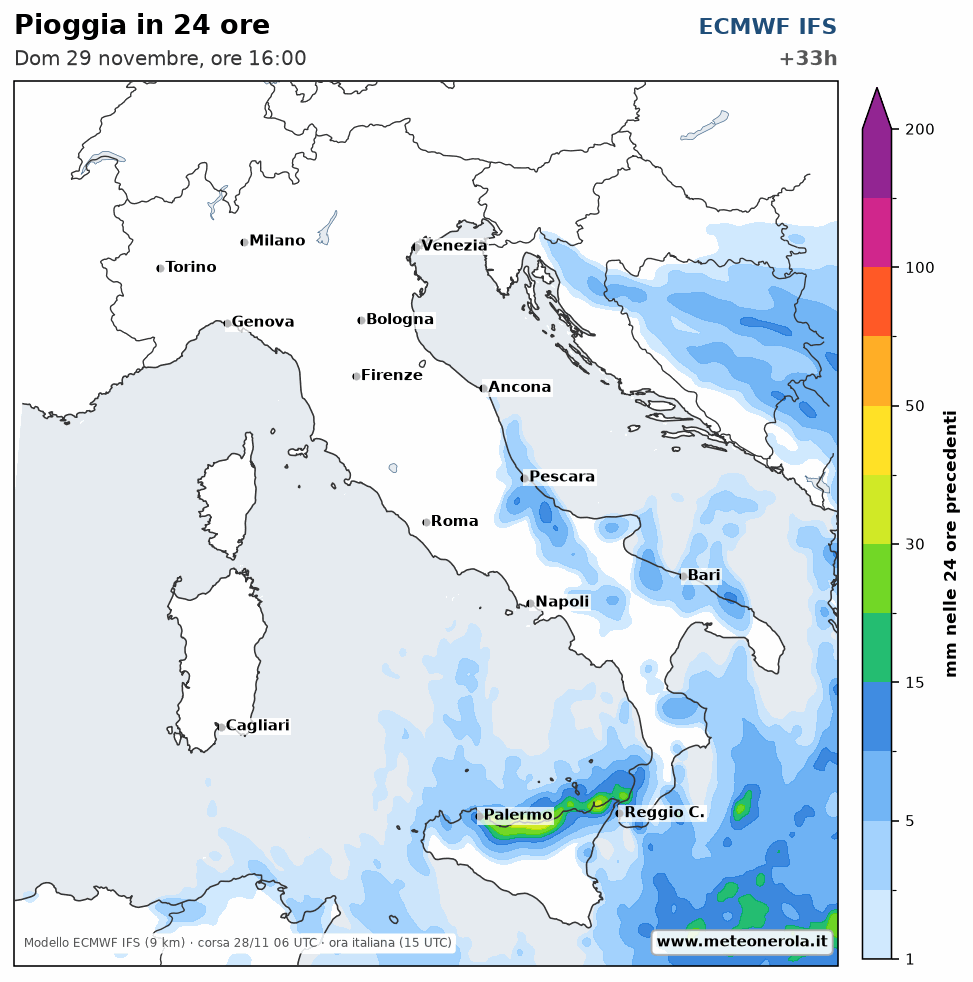 Pioggia in 24 ore
ECMWF IFS
Dom 29 novembre, ore 16:00
+33h
200
100
50
30
15
5
1
mm nelle 24 ore precedenti
Milano
Venezia
Torino
Genova
Bologna
Firenze
Ancona
Pescara
Roma
Bari
Napoli
Cagliari
Palermo
Reggio C.
Modello ECMWF IFS (9 km) · corsa 28/11 06 UTC · ora italiana (15 UTC)
www.meteonerola.it